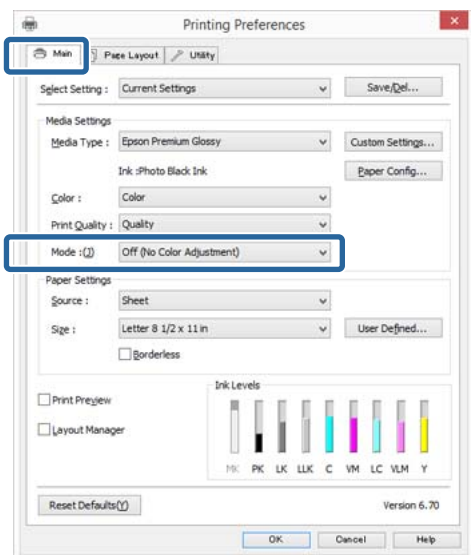 Printing Preferences
Main Page Layout Utility
Select Setting : Current Settings Save/Del...
Media Settings
Media Type : Epson Premium Glossy Custom Settings...
Ink :Photo Black Ink Paper Config...
Color : Color
Print Quality : Quality
Mode :(J) Off (No Color Adjustment)
Paper Settings
Source : Sheet
Size : Letter 8 1/2 x 11 in User Defined...
Borderless
Ink Levels
Print Preview
Layout Manager
MK PK LK LLK C VM LC VLM Y
Reset Defaults(Y) Version 6.70
OK Cancel Help